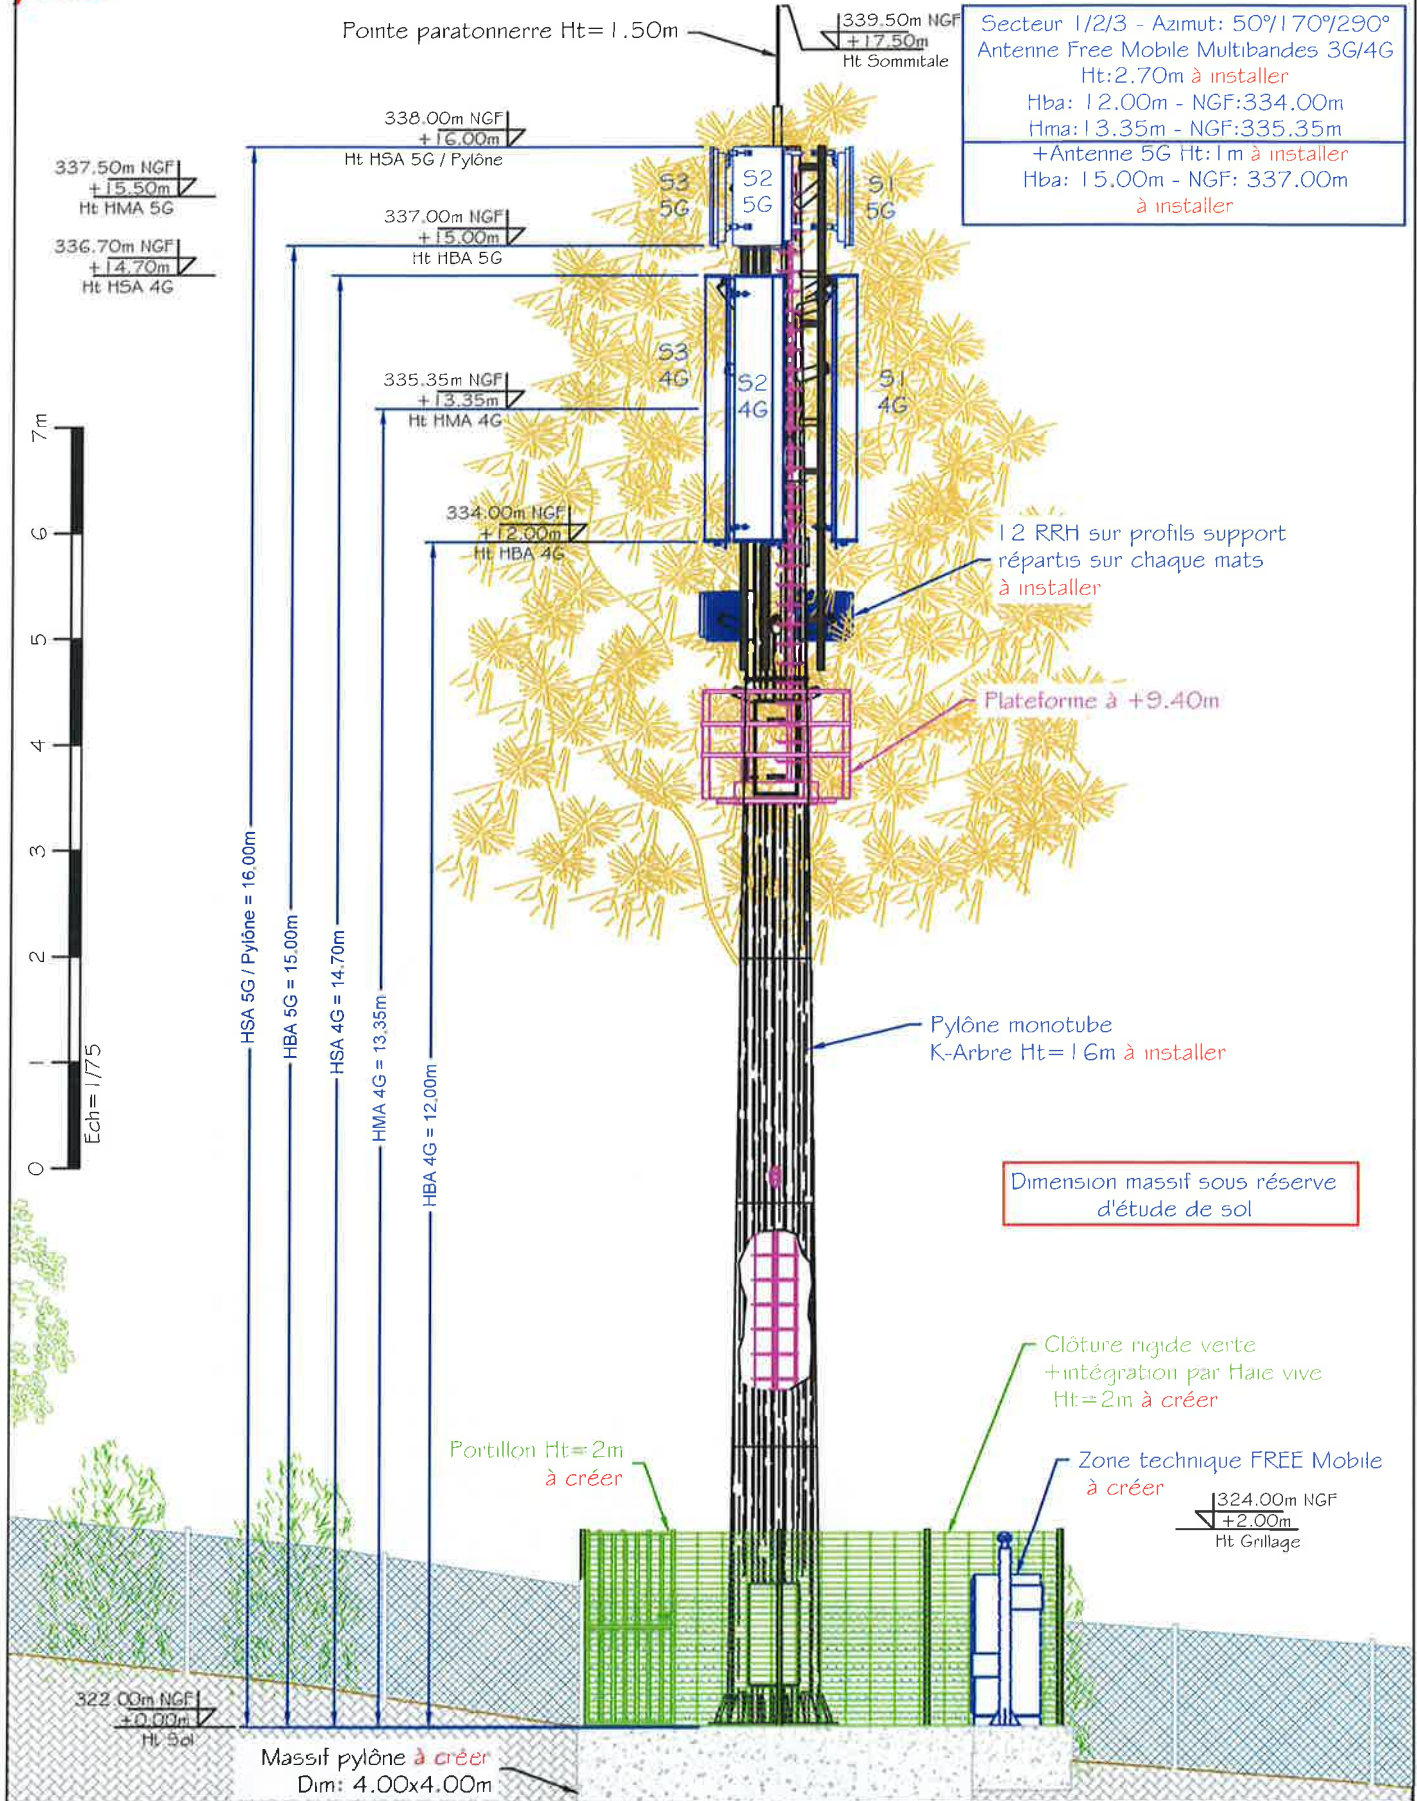 Pointe paratonnerre Ht= 1.50m
339.50m NGF
+17.50m
Ht Sommitale
Secteur 1/2/3 - Azimut: 50°/170°/290°
Antenne Free Mobile Multibandes 3G/4G
Ht:2.70m à installer
Hba: 12.00m - NGF:334.00m
Hma:13.35m - NGF:335.35m
+Antenne 5G Ht:1m à installer
Hba: 15.00m - NGF: 337.00m
à installer
338.00m NGF
+16.00m
Ht HSA 5G / Pylône
337.50m NGF
+15.50m
Ht HMA 5G
337.00m NGF
+15.00m
Ht HBA 5G
336.70m NGF
+14.70m
Ht HSA 4G
S3
5G
S2
5G
S1
5G
335.35m NGF
+13.35m
Ht HMA 4G
S3
4G
S2
4G
S1
4G
334.00m NGF
+12.00m
Ht HBA 4G
12 RRH sur profils support
répartis sur chaque mats
à installer
Plateforme à +9.40m
7m
6
5
4
3
2
1
0
Ech= 1/75
HSA 5G / Pylône = 16,00m
HBA 5G = 15.00m
HSA 4G = 14.70m
HMA 4G = 13,35m
HBA 4G = 12,00m
Pylône monotube
K-Arbre Ht=16m à installer
Dimension massif sous réserve
d'étude de sol
Clôture rigide verte
+intégration par Haie vive
Ht=2m à créer
Portillon Ht=2m
à créer
Zone technique FREE Mobile
à créer
324.00m NGF
+2.00m
Ht Grillage
322.00m NGF
+0.00m
Ht Sol
Massif pylône à créer
Dim: 4.00x4.00m